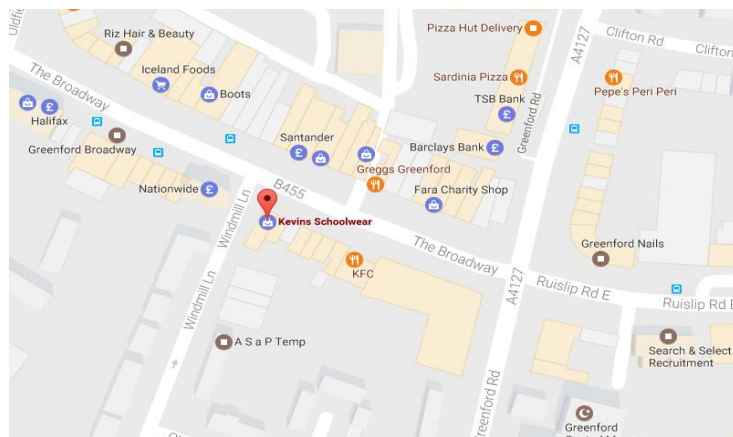 Oldfie
Riz Hair & Beauty
Pizza Hut Delivery
A4127
Clifton Rd
Clifton
The Broadway
Iceland Foods
Boots
Sardinia Pizza
Pepe's Peri Peri
TSB Bank
Greenford Rd
Halifax
Greenford Broadway
Santander
Barclays Bank
Greggs Greenford
Nationwide
B455
Fara Charity Shop
Windmill Ln
Kevins Schoolwear
The Broadway
Greenford Nails
KFC
A4127
Ruislip Rd E
Ruislip Rd E
Windmill Ln
A S a P Temp
Search & Select
Recruitment
eenford Rd
Greenford